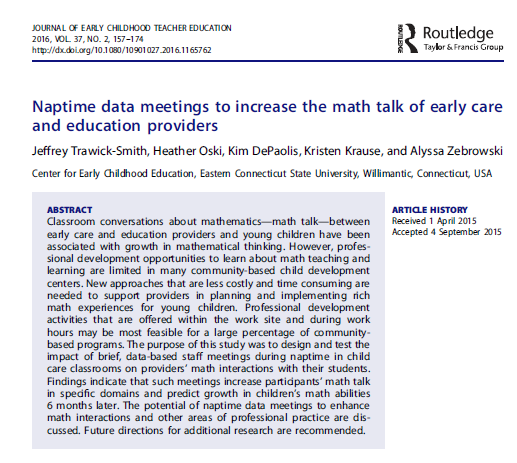 JOURNAL OF EARLY CHILDHOOD TEACHER EDUCATION
2016, VOL. 37, NO. 2, 157–174
http://dx.doi.org/10.1080/10901027.2016.1165762
ROUTLEDGE
Routledge
Taylor & Francis Group
Naptime data meetings to increase the math talk of early care
and education providers
Jeffrey Trawick-Smith, Heather Oski, Kim DePaolis, Kristen Krause, and Alyssa Zebrowski
Center for Early Childhood Education, Eastern Connecticut State University, Willimantic, Connecticut, USA
ABSTRACT
Classroom conversations about mathematics—math talk—between
early care and education providers and young children have been
associated with growth in mathematical thinking. However, profes-
sional development opportunities to learn about math teaching and
learning are limited in many community-based child development
centers. New approaches that are less costly and time consuming are
needed to support providers in planning and implementing rich
math experiences for young children. Professional development
activities that are offered within the work site and during work
hours may be most feasible for a large percentage of community-
based programs. The purpose of this study was to design and test the
impact of brief, data-based staff meetings during naptime in child
care classrooms on providers' math interactions with their students.
Findings indicate that such meetings increase participants' math talk
in specific domains and predict growth in children's math abilities
6 months later. The potential of naptime data meetings to enhance
math interactions and other areas of professional practice are dis-
cussed. Future directions for additional research are recommended.
ARTICLE HISTORY
Received 1 April 2015
Accepted 4 September 2015